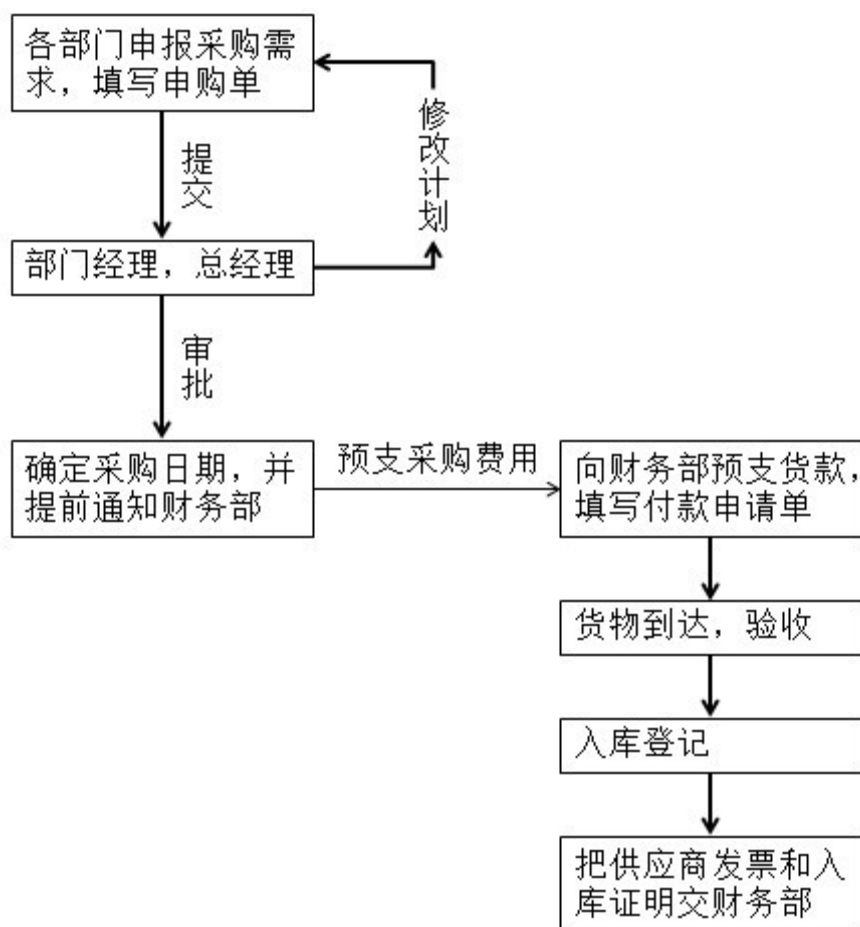 各部门申报采购需
求，填写申购单
修改计划
提交
部门经理，总经理
审批
确定采购日期，并
提前通知财务部
预支采购费用
向财务部预支货款，
填写付款申请单
货物到达，验收
入库登记
把供应商发票和入
库证明交财务部